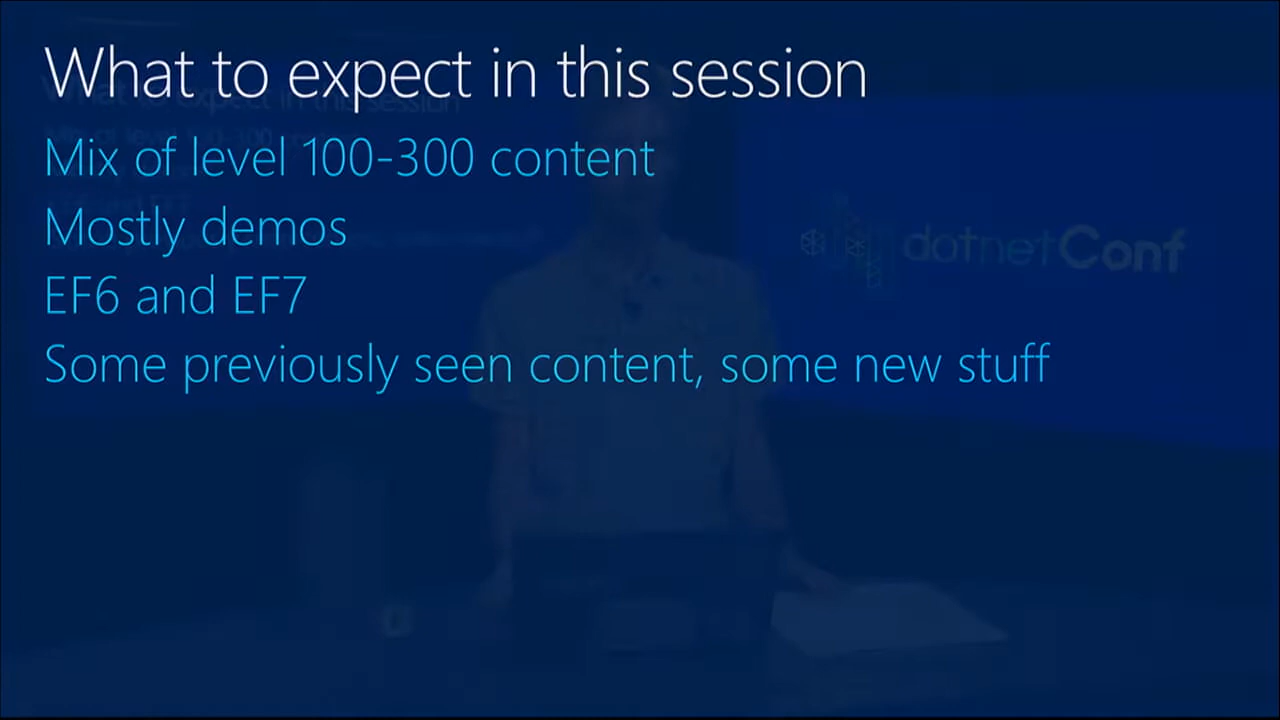 What to expect in this session
Mix of level 100-300 content
Mostly demos
EF6 and EF7
Some previously seen content, some new stuff
dotnetConf